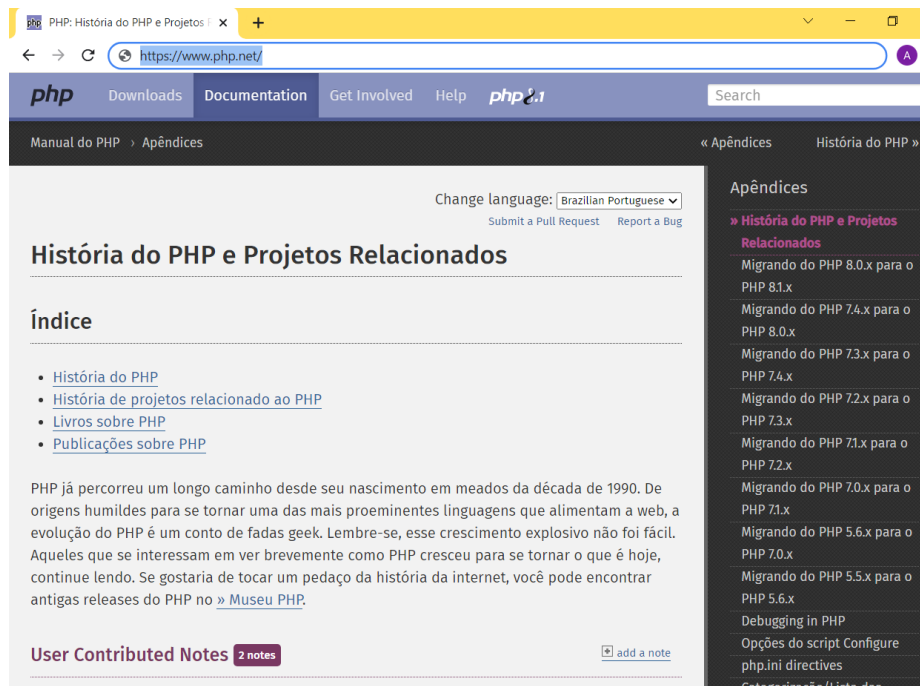 php PHP: História do PHP e Projetos
https://www.php.net/
A
php Downloads Documentation Get Involved Help php8.1 Search
Manual do PHP › Apêndices « Apêndices História do PHP »
Change language: Brazilian Portuguese
Submit a Pull Request Report a Bug
História do PHP e Projetos Relacionados
Índice
• História do PHP
• História de projetos relacionado ao PHP
• Livros sobre PHP
• Publicações sobre PHP
PHP já percorreu um longo caminho desde seu nascimento em meados da década de 1990. De
origens humildes para se tornar uma das mais proeminentes linguagens que alimentam a web, a
evolução do PHP é um conto de fadas geek. Lembre-se, esse crescimento explosivo não foi fácil.
Aqueles que se interessam em ver brevemente como PHP cresceu para se tornar o que é hoje,
continue lendo. Se gostaria de tocar um pedaço da história da internet, você pode encontrar
antigas releases do PHP no » Museu PHP.
User Contributed Notes 2 notes
add a note
Apêndices
» História do PHP e Projetos
Relacionados
Migrando do PHP 8.0.x para o
PHP 8.1.x
Migrando do PHP 7.4.x para o
PHP 8.0.x
Migrando do PHP 7.3.x para o
PHP 7.4.x
Migrando do PHP 7.2.x para o
PHP 7.3.x
Migrando do PHP 7.1.x para o
PHP 7.2.x
Migrando do PHP 7.0.x para o
PHP 7.1.x
Migrando do PHP 5.6.x para o
PHP 7.0.x
Migrando do PHP 5.5.x para o
PHP 5.6.x
Debugging in PHP
Opções do script Configure
php.ini directives